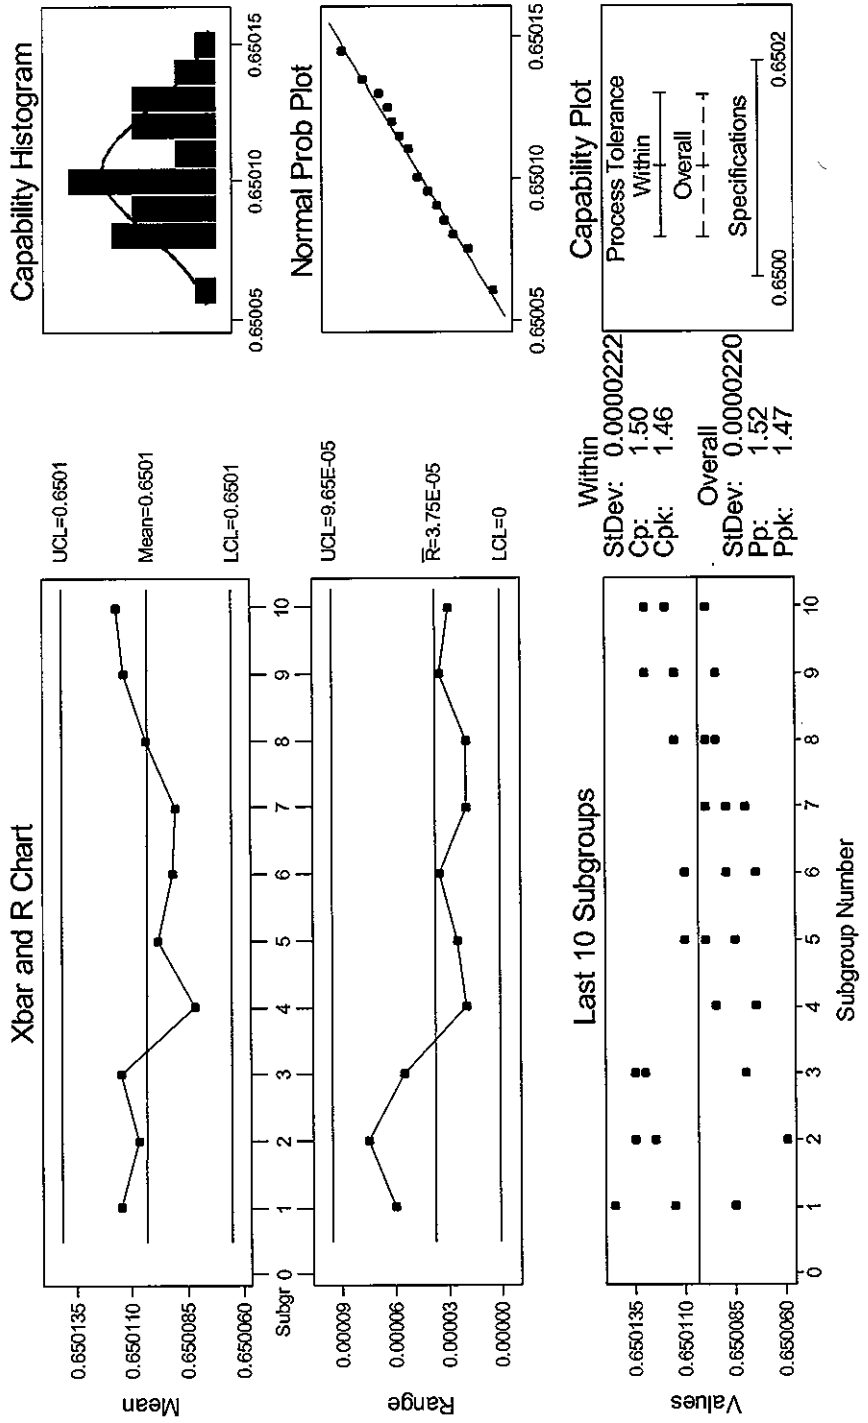 Xbar and R Chart
0.650135
0.650110
0.650085
0.650060
Mean
UCL=0.6501
Mean=0.6501
LCL=0.6501
Subgr
0
1
2
3
4
5
6
7
8
9
10
0.00009
0.00006
0.00003
0.00000
Range
UCL=9.65E-05
R̅=3.75E-05
LCL=0
Last 10 Subgroups
0.650135
0.650110
0.650085
0.650060
Values
0
1
2
3
4
5
6
7
8
9
10
Subgroup Number
Capability Histogram
0.65005
0.65010
0.65015
Normal Prob Plot
0.65005
0.65010
0.65015
Capability Plot
Process Tolerance
Within
Overall
Specifications
0.6500
0.6502
Within
StDev: 0.0000222
Cp: 1.50
Cpk: 1.46
Overall
StDev: 0.0000220
Pp: 1.52
Ppk: 1.47